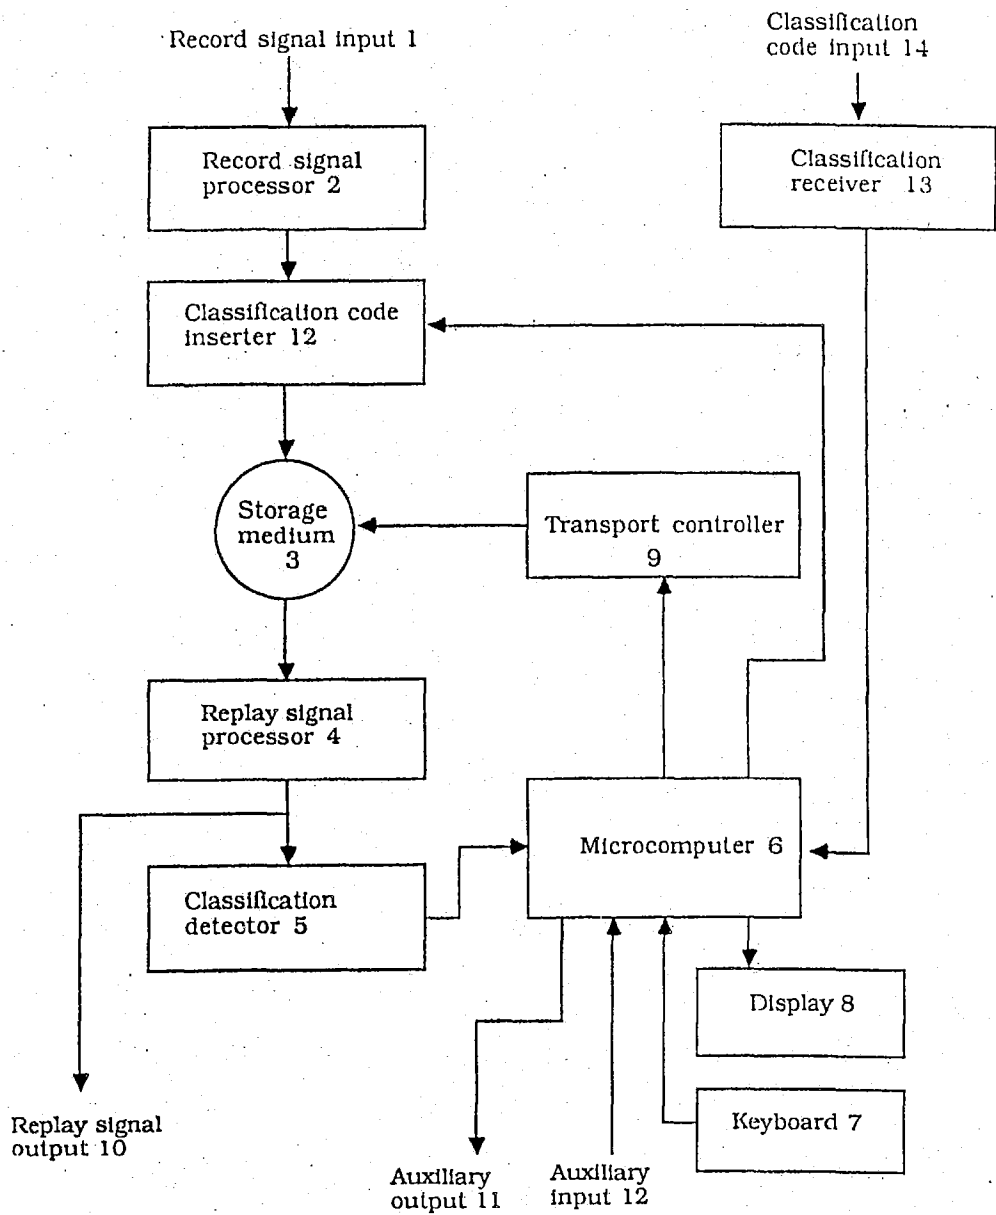 Record signal input 1
Classification
code input 14
Record signal
processor 2
Classification
receiver 13
Classification code
inserter 12
Storage
medium
3
Transport controller
9
Replay signal
processor 4
Microcomputer 6
Classification
detector 5
Display 8
Keyboard 7
Replay signal
output 10
Auxiliary
output 11
Auxiliary
input 12